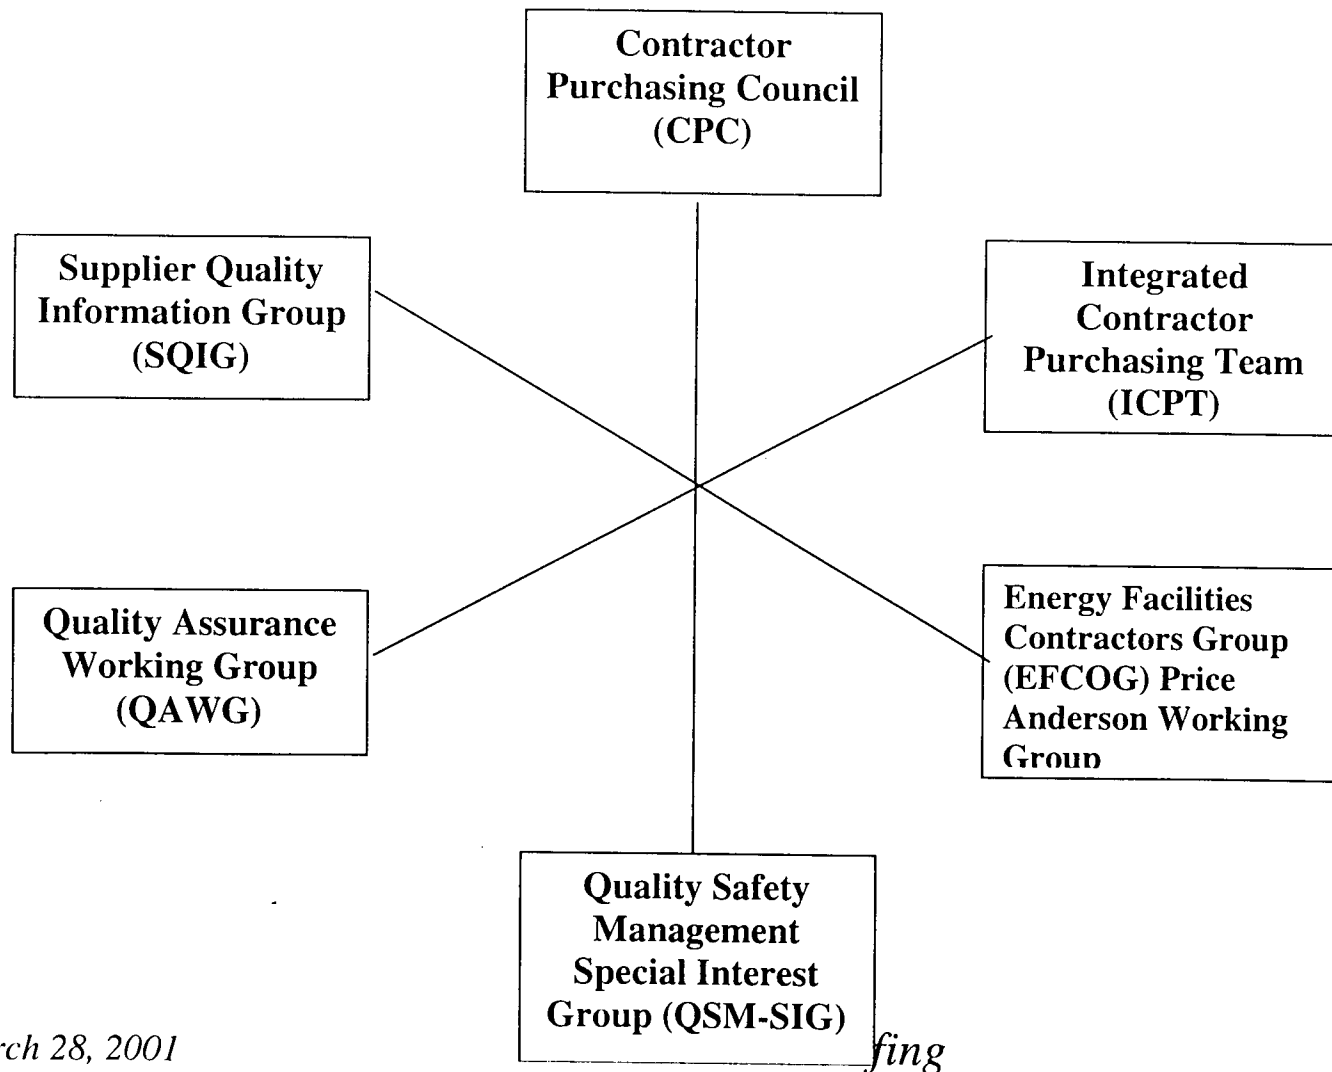 Contractor
Purchasing Council
(CPC)
Supplier Quality
Information Group
(SQIG)
Integrated
Contractor
Purchasing Team
(ICPT)
Quality Assurance
Working Group
(QAWG)
Energy Facilities
Contractors Group
(EFCOG) Price
Anderson Working
Group
Quality Safety
Management
Special Interest
Group (QSM-SIG)
rch 28, 2001
fing